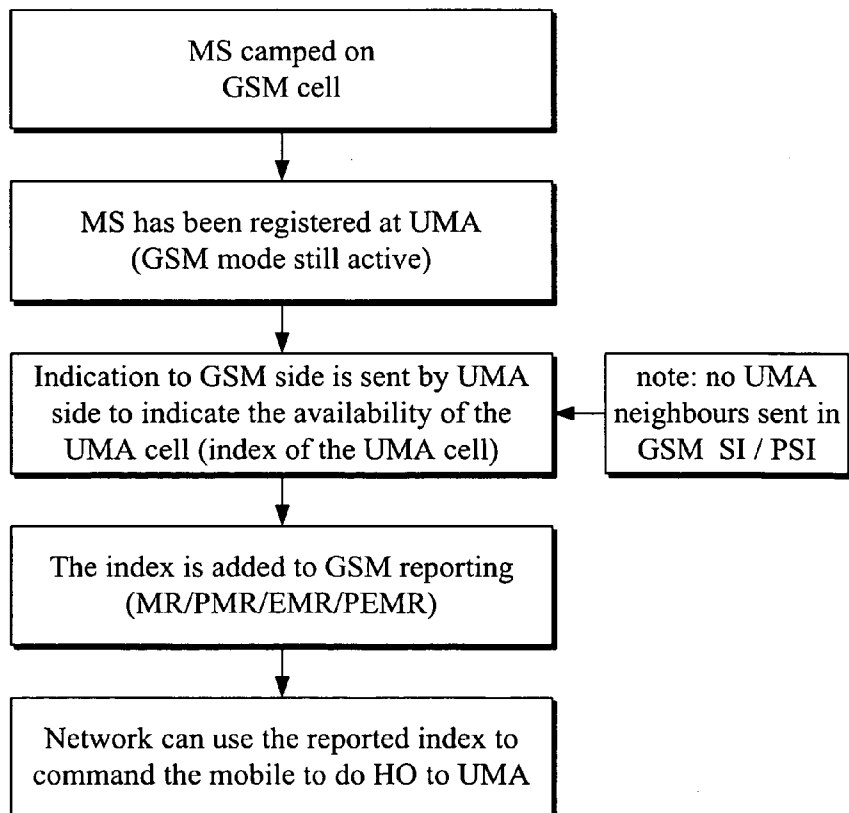 MS camped on
GSM cell
MS has been registered at UMA
(GSM mode still active)
Indication to GSM side is sent by UMA
side to indicate the availability of the
UMA cell (index of the UMA cell)
note: no UMA
neighbours sent in
GSM SI / PSI
The index is added to GSM reporting
(MR/PMR/EMR/PEMR)
Network can use the reported index to
command the mobile to do HO to UMA